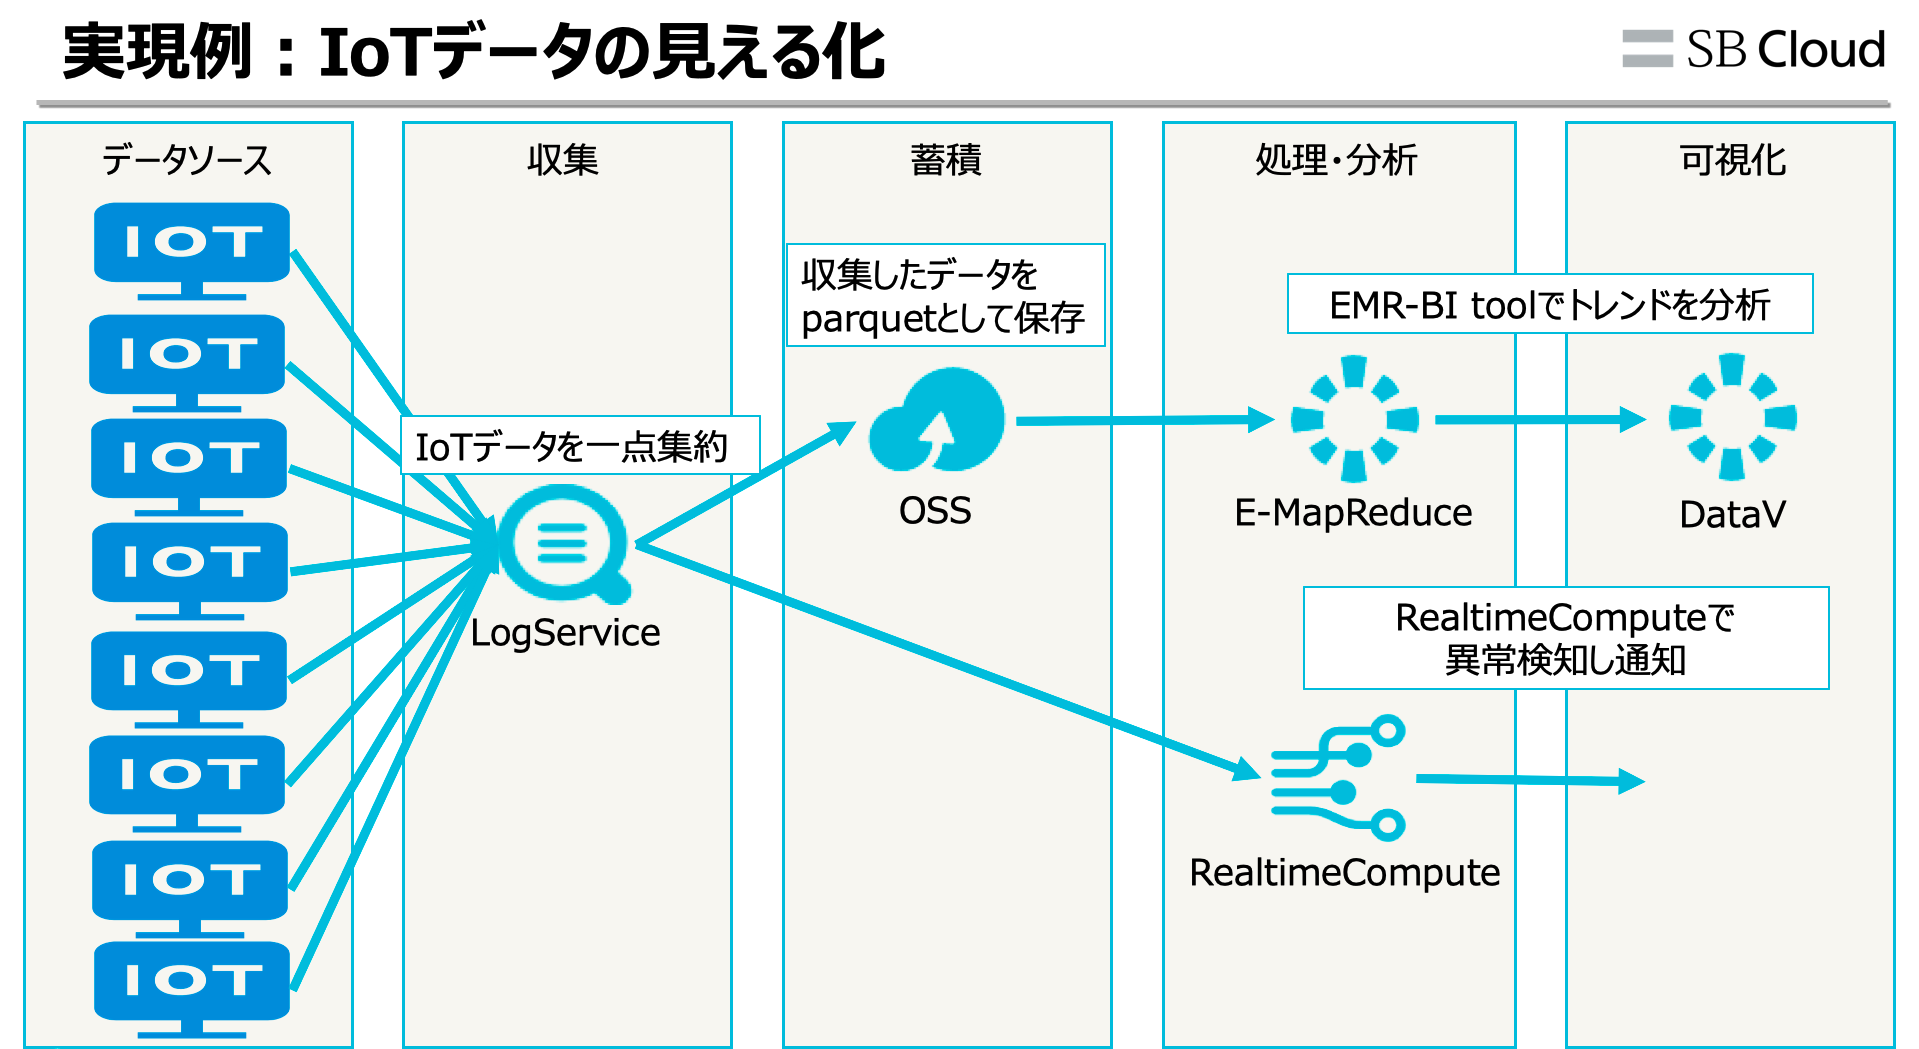 実現例：IoTデータの見える化
SB Cloud
データソース
収集
蓄積
処理・分析
可視化
IOT
IOT
IOT
IOT
IOT
IOT
IOT
IOT
IoTデータを一点集約
LogService
収集したデータを
parquetとして保存
OSS
EMR-BI toolでトレンドを分析
E-MapReduce
DataV
RealtimeComputeで
異常検知し通知
RealtimeCompute